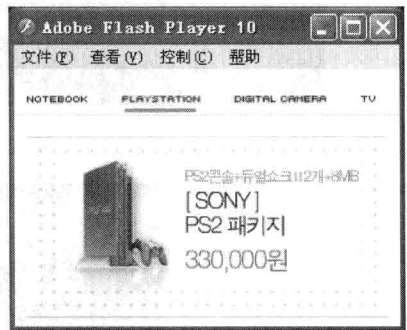 Adobe Flash Player 10
文件(F) 查看(V) 控制(C) 帮助
NOTEBOOK PLAYSTATION DIGITAL CAMERA TV
PS2콘솔+듀얼쇼크II2개+8MB
[SONY]
PS2 패키지
330,000원